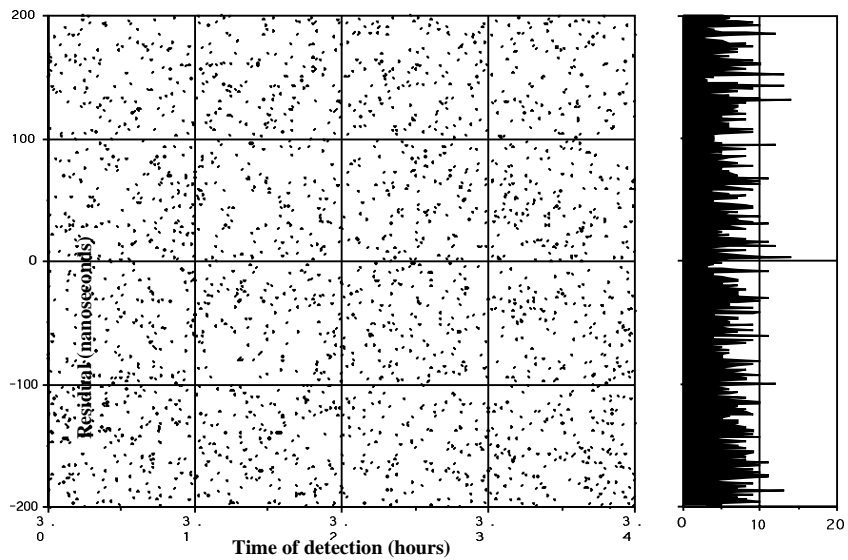 200
100
0
-100
-200
Residual (nanoseconds)
3. 3. 3. 3. 3.
0 1 2 3 4
Time of detection (hours)
0 10 20